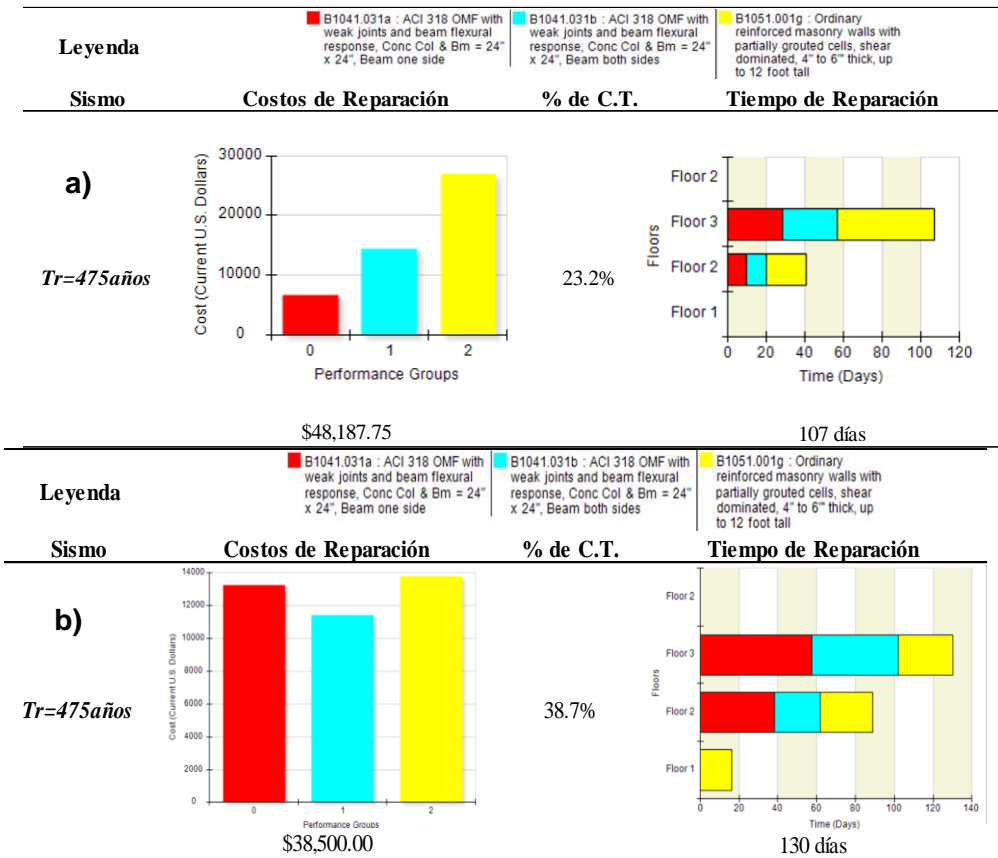 Leyenda
B1041.031a : ACI 318 OMF with
weak joints and beam flexural
response, Conc Col & Bm = 24"
x 24", Beam one side
B1041.031b : ACI 318 OMF with
weak joints and beam flexural
response, Conc Col & Bm = 24"
x 24", Beam both sides
B1051.001g : Ordinary
reinforced masonry walls with
partially grouted cells, shear
dominated, 4" to 6'" thick, up
to 12 foot tall
Sismo Costos de Reparación % de C.T. Tiempo de Reparación
a)
Tr=475años
Cost (Current U.S. Dollars)
30000
20000
10000
0
0 1 2
Performance Groups
$48,187.75
23.2%
Floors
Floor 2
Floor 3
Floor 2
Floor 1
0 20 40 60 80 100 120
Time (Days)
107 días
Leyenda
B1041.031a : ACI 318 OMF with
weak joints and beam flexural
response, Conc Col & Bm = 24"
x 24", Beam one side
B1041.031b : ACI 318 OMF with
weak joints and beam flexural
response, Conc Col & Bm = 24"
x 24", Beam both sides
B1051.001g : Ordinary
reinforced masonry walls with
partially grouted cells, shear
dominated, 4" to 6'" thick, up
to 12 foot tall
Sismo Costos de Reparación % de C.T. Tiempo de Reparación
b)
Tr=475años
Cost (Current U.S. Dollars)
14000
12000
10000
8000
6000
4000
2000
0
0 1 2
Performance Groups
$38,500.00
38.7%
Floors
Floor 2
Floor 3
Floor 2
Floor 1
0 20 40 60 80 100 120 140
Time (Days)
130 días